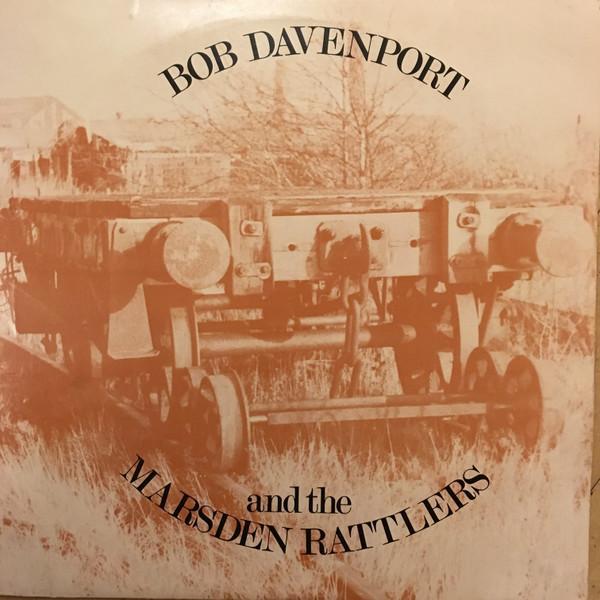 BOB DAVENPORT
and the
MARSDEN RATTLERS